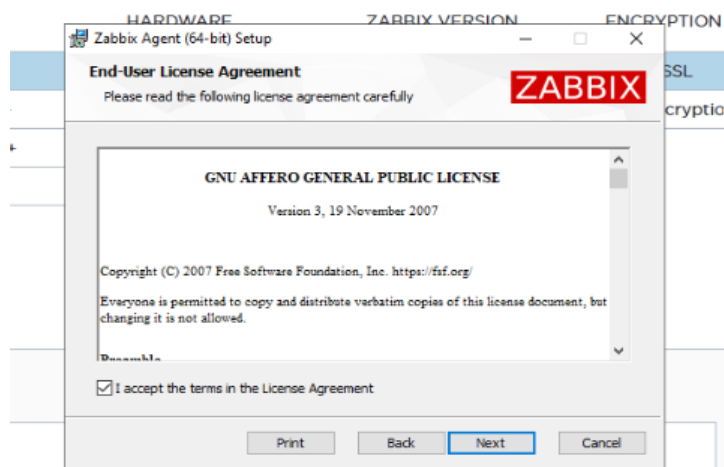 HARDWARE ZABBIX VERSION ENCRYPTION
Zabbix Agent (64-bit) Setup
SSL
End-User License Agreement
Please read the following license agreement carefully
ZABBIX
GNU AFFERO GENERAL PUBLIC LICENSE
Version 3, 19 November 2007
Copyright (C) 2007 Free Software Foundation, Inc. https://fsf.org/
Everyone is permitted to copy and distribute verbatim copies of this license document, but
changing it is not allowed.
Preamble
I accept the terms in the License Agreement
Print Back Next Cancel